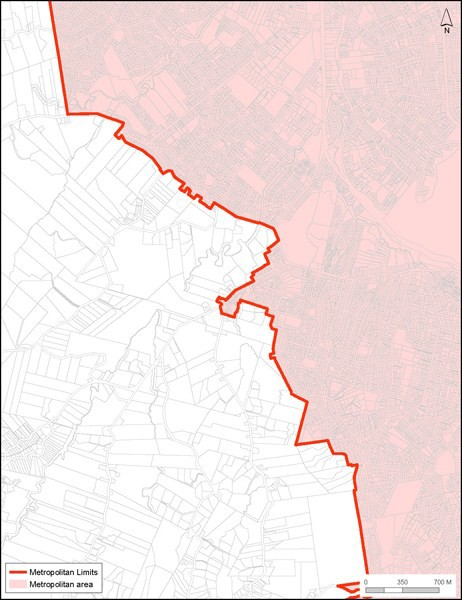 N
Metropolitan Limits
Metropolitan area
0 350 700 M